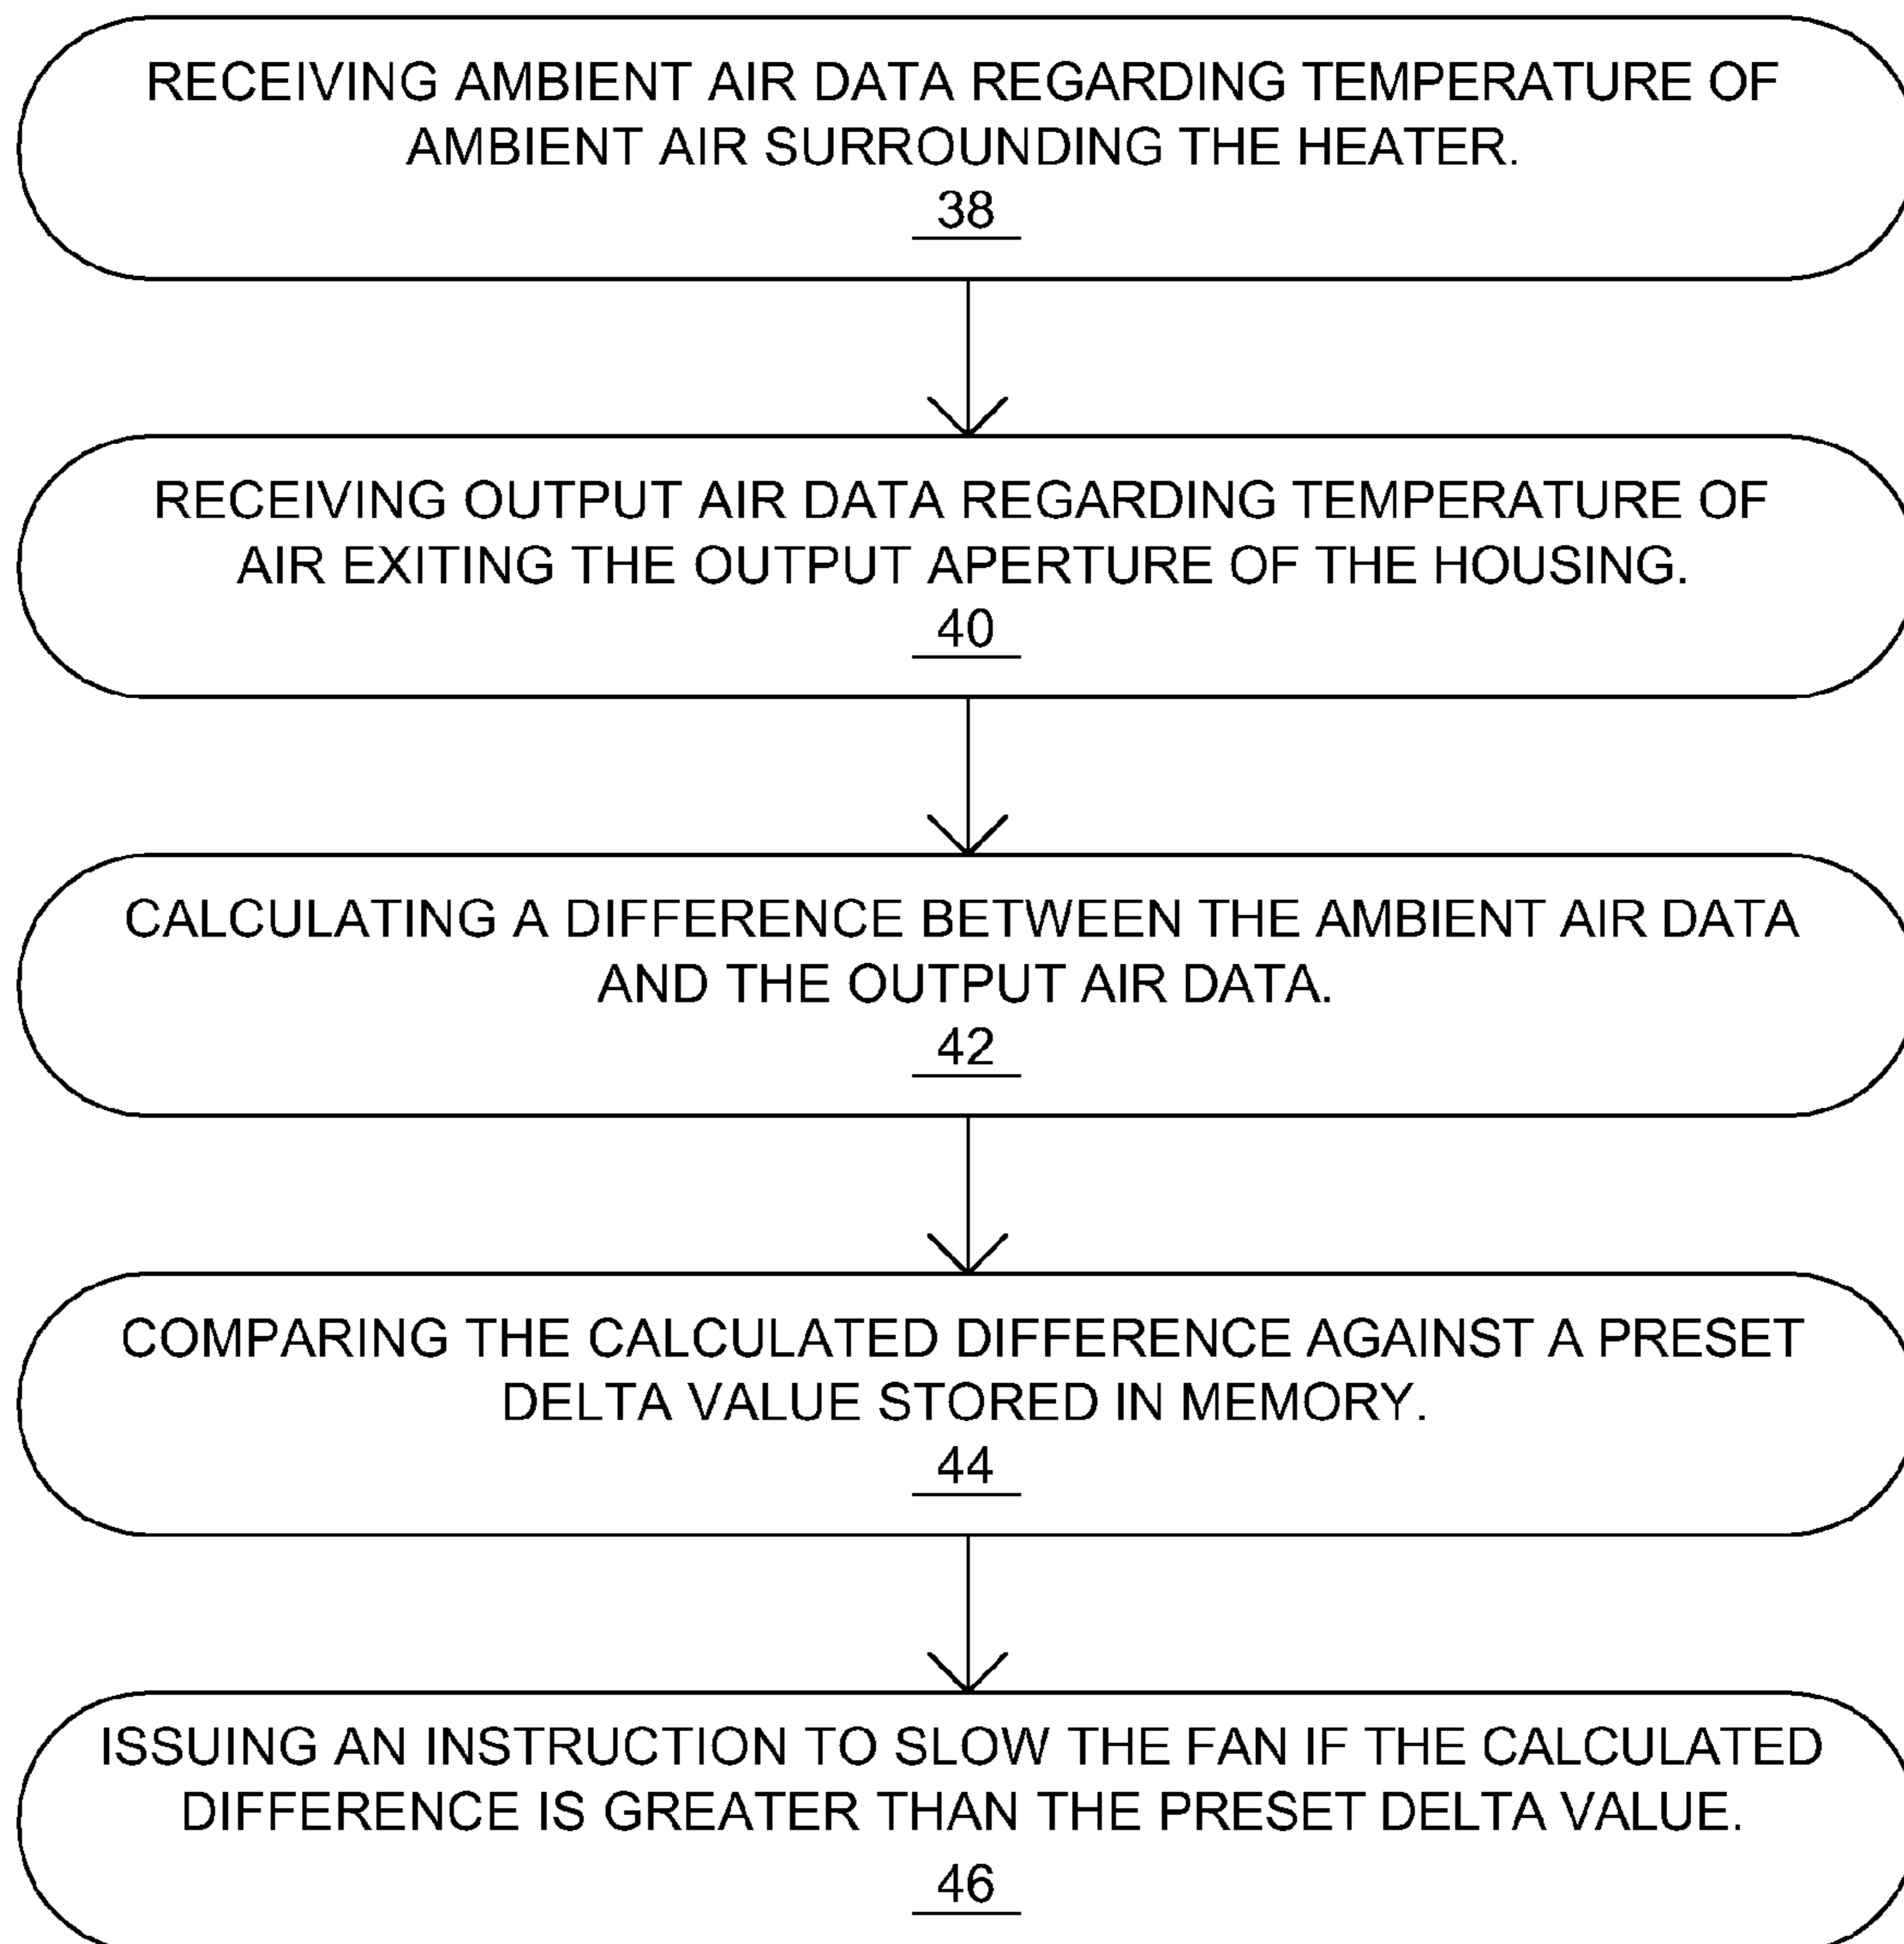 RECEIVING AMBIENT AIR DATA REGARDING TEMPERATURE OF
AMBIENT AIR SURROUNDING THE HEATER.
38
RECEIVING OUTPUT AIR DATA REGARDING TEMPERATURE OF
AIR EXITING THE OUTPUT APERTURE OF THE HOUSING.
40
CALCULATING A DIFFERENCE BETWEEN THE AMBIENT AIR DATA
AND THE OUTPUT AIR DATA.
42
COMPARING THE CALCULATED DIFFERENCE AGAINST A PRESET
DELTA VALUE STORED IN MEMORY.
44
ISSUING AN INSTRUCTION TO SLOW THE FAN IF THE CALCULATED
DIFFERENCE IS GREATER THAN THE PRESET DELTA VALUE.
46